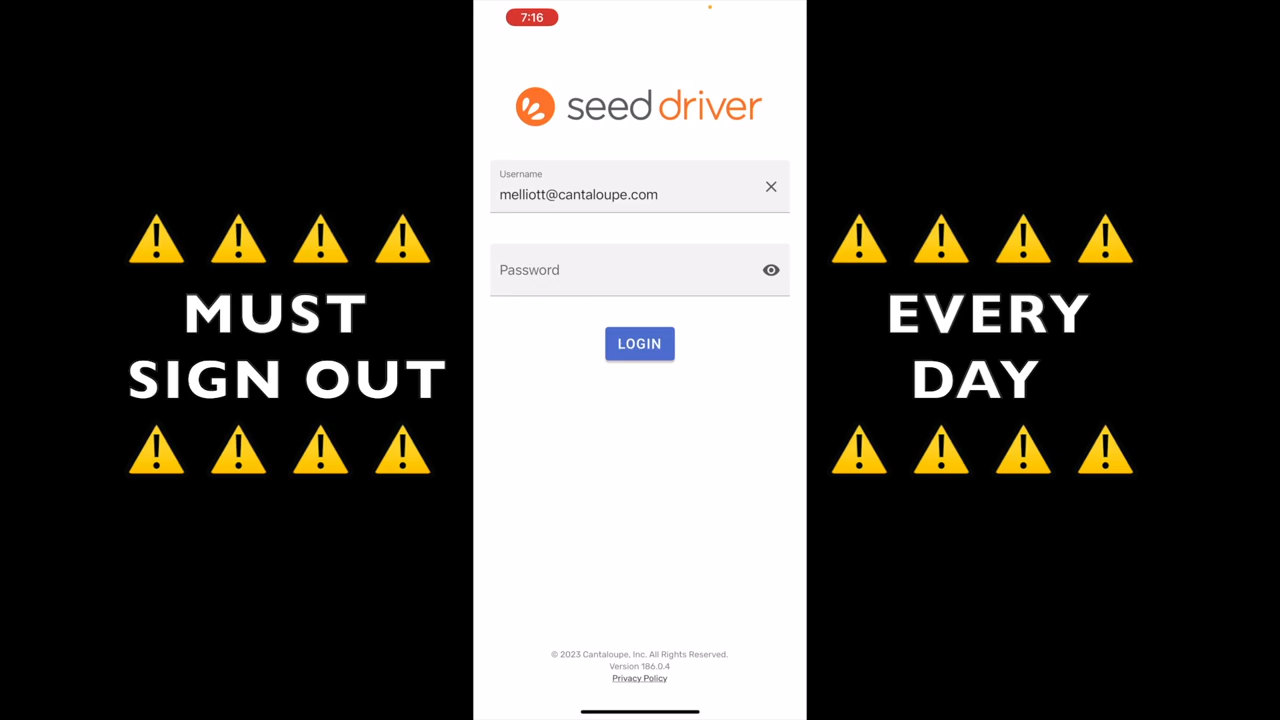 7:16
seed driver
Username
melliott@cantaloupe.com
Password
LOGIN
MUST
SIGN OUT
EVERY
DAY
© 2023 Cantaloupe, Inc. All Rights Reserved.
Version 186.0.4
Privacy Policy